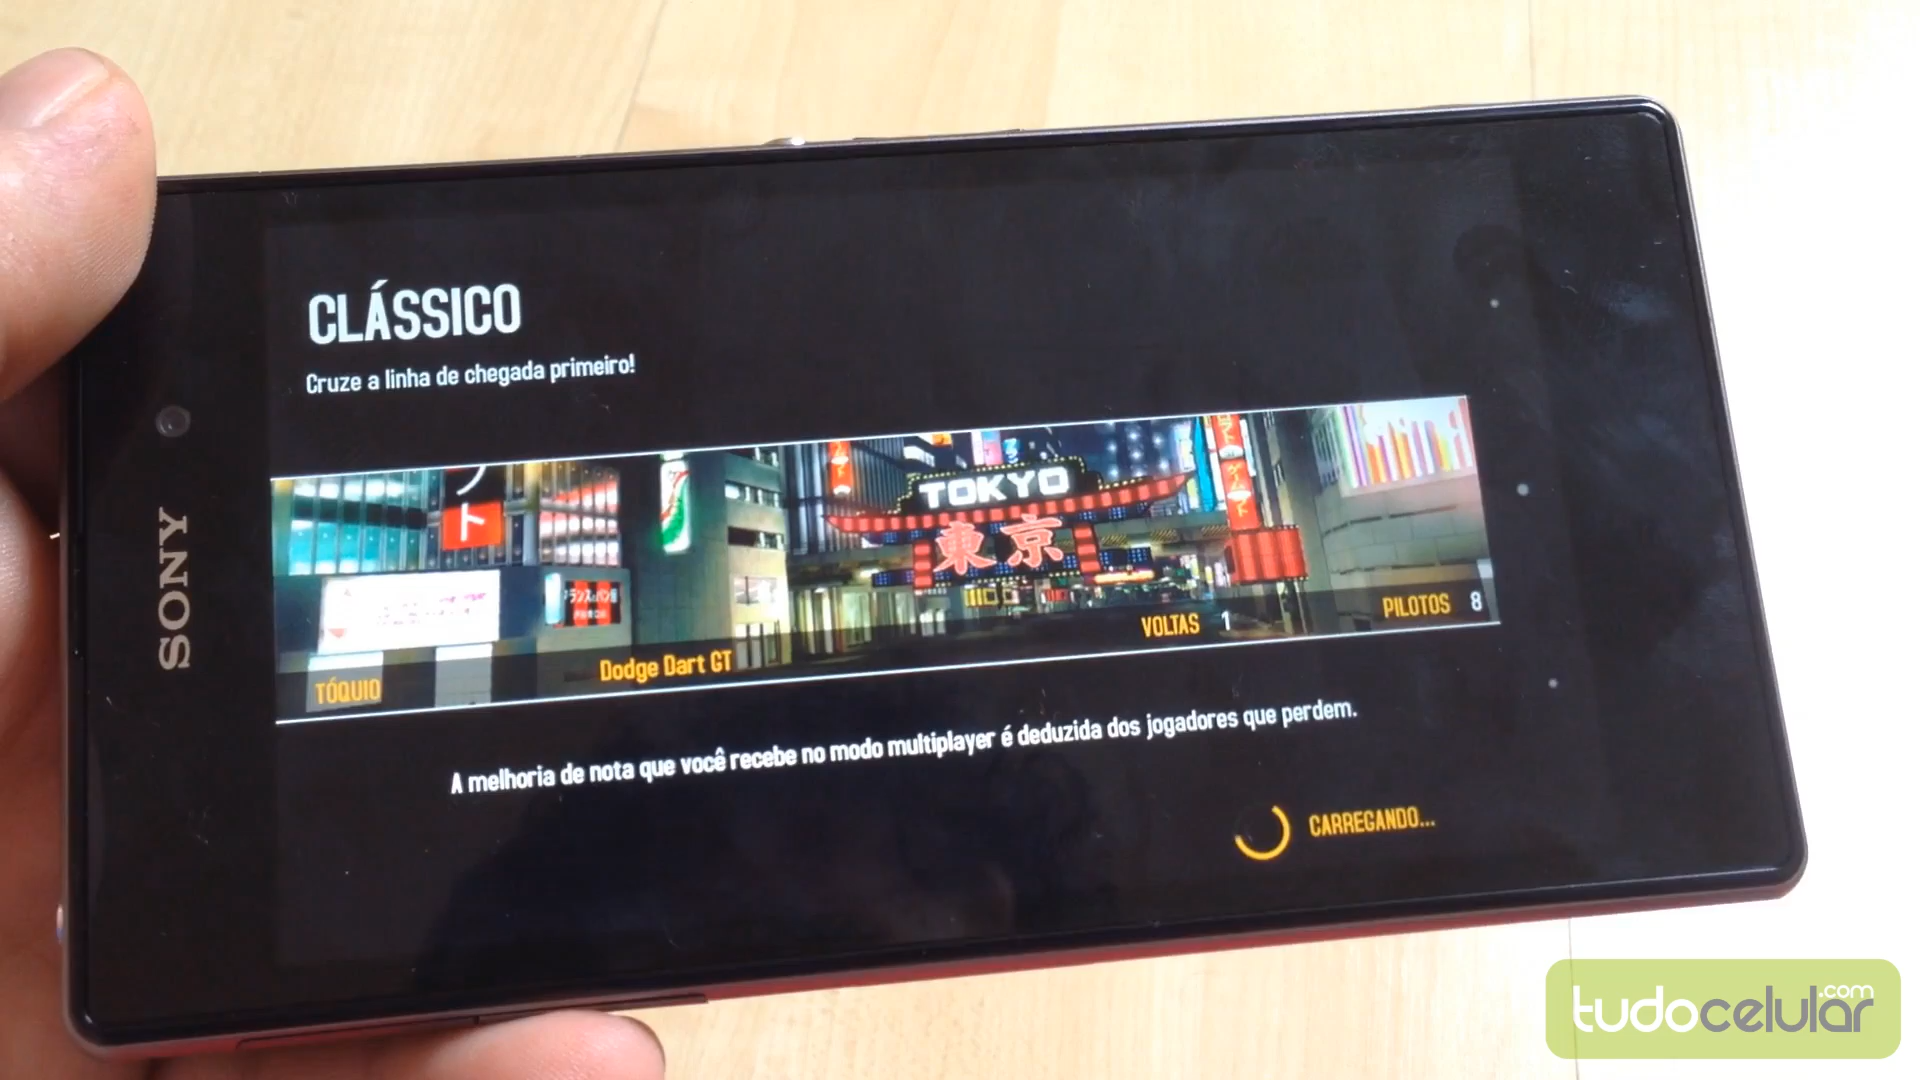 SONY
CLÁSSICO
Cruze a linha de chegada primeiro!
ト
TOKYO
東京
TÓQUIO
Dodge Dart GT
VOLTAS 1
PILOTOS 8
A melhoria de nota que você recebe no modo multiplayer é deduzida dos jogadores que perdem.
CARREGANDO...
tudocelular.com